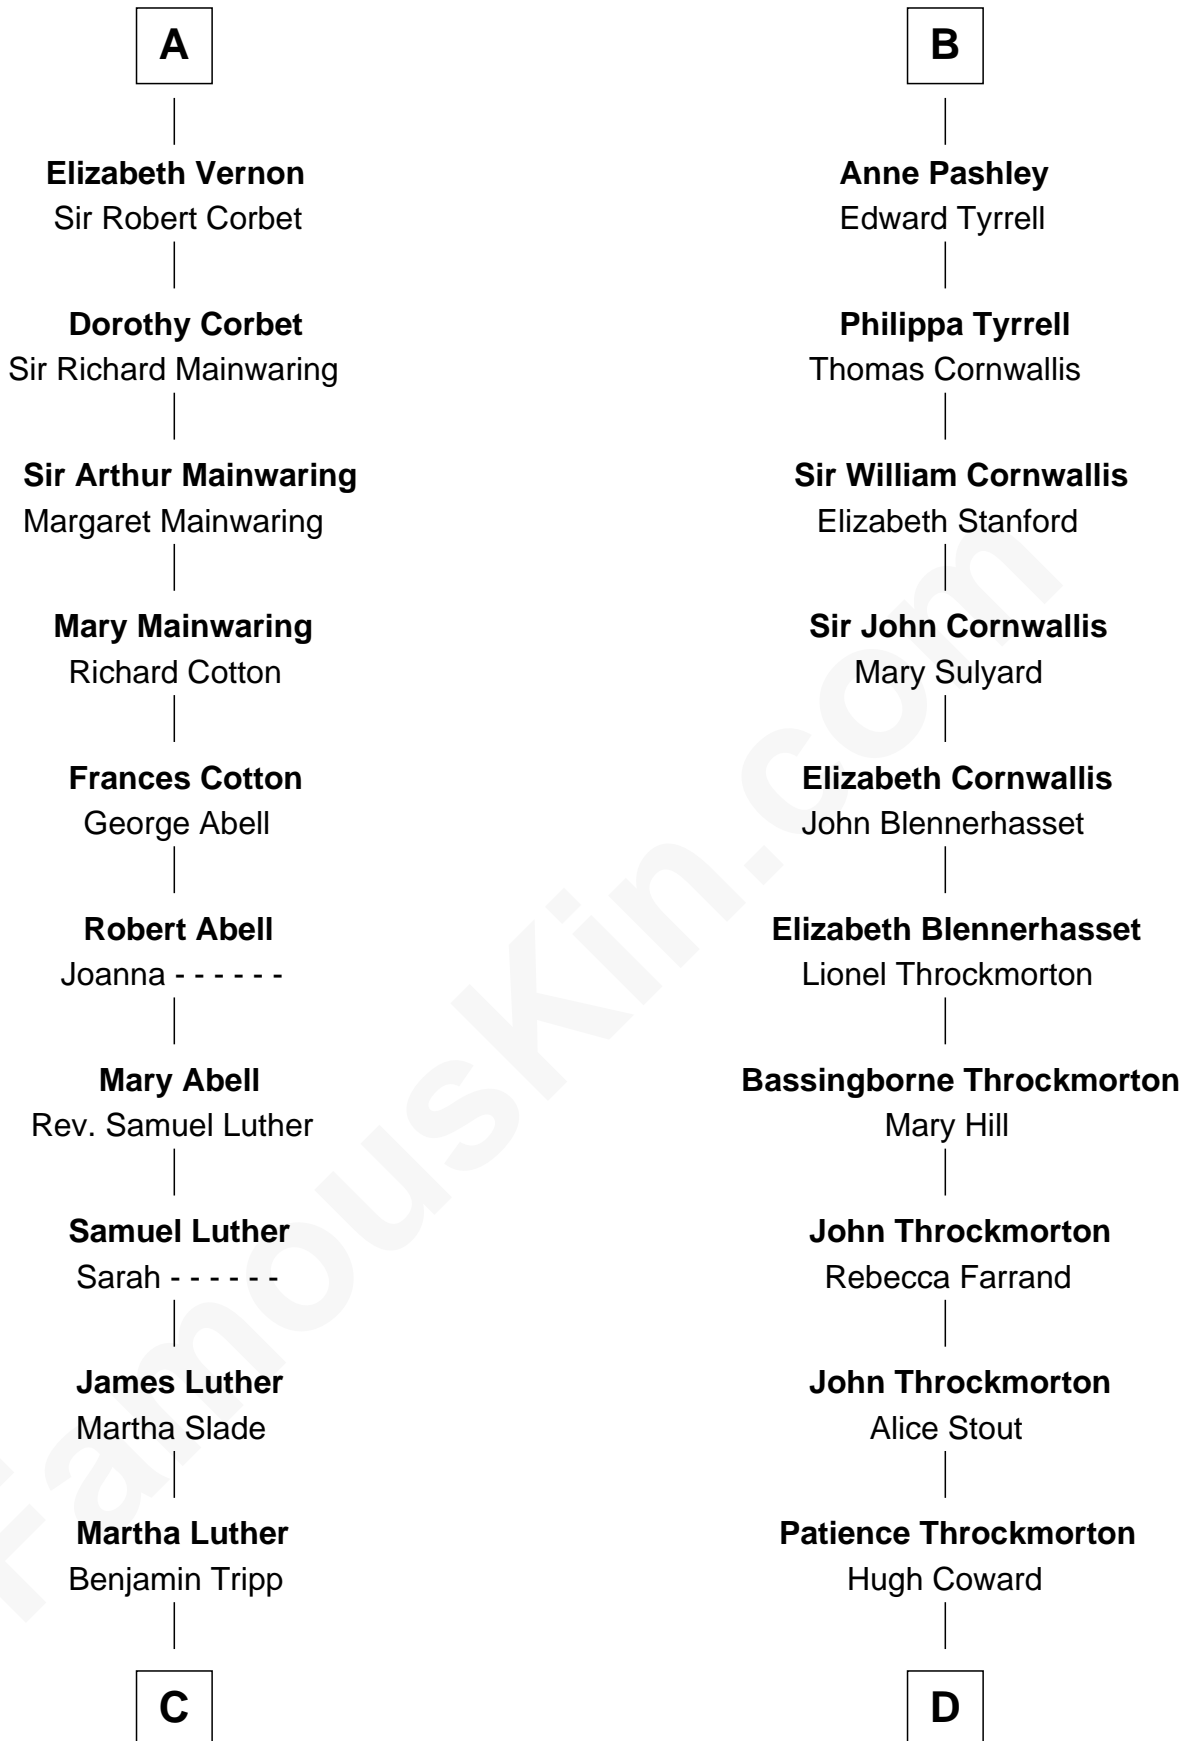 A
Elizabeth Vernon
Sir Robert Corbet
Dorothy Corbet
Sir Richard Mainwaring
Sir Arthur Mainwaring
Margaret Mainwaring
Mary Mainwaring
Richard Cotton
Frances Cotton
George Abell
Robert Abell
Joanna - - - - - -
Mary Abell
Rev. Samuel Luther
Samuel Luther
Sarah - - - - - -
James Luther
Martha Slade
Martha Luther
Benjamin Tripp
C
B
Anne Pashley
Edward Tyrrell
Philippa Tyrrell
Thomas Cornwallis
Sir William Cornwallis
Elizabeth Stanford
Sir John Cornwallis
Mary Sulyard
Elizabeth Cornwallis
John Blennerhasset
Elizabeth Blennerhasset
Lionel Throckmorton
Bassingborne Throckmorton
Mary Hill
John Throckmorton
Rebecca Farrand
John Throckmorton
Alice Stout
Patience Throckmorton
Hugh Coward
D
FamousKin.com